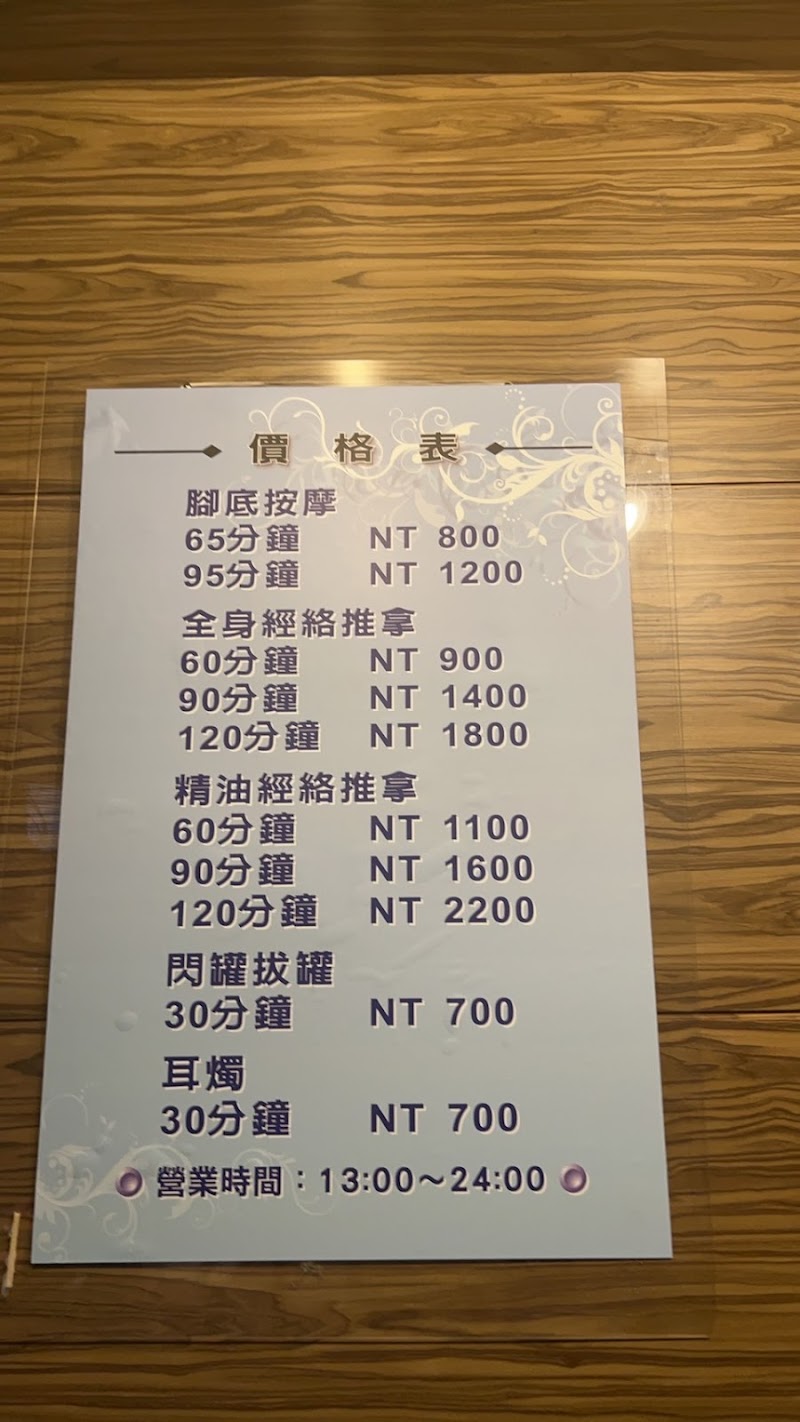 價格表
腳底按摩
65分鐘 NT 800
95分鐘 NT 1200
全身經絡推拿
60分鐘 NT 900
90分鐘 NT 1400
120分鐘 NT 1800
精油經絡推拿
60分鐘 NT 1100
90分鐘 NT 1600
120分鐘 NT 2200
閃罐拔罐
30分鐘 NT 700
耳燭
30分鐘 NT 700
營業時間：13:00～24:00